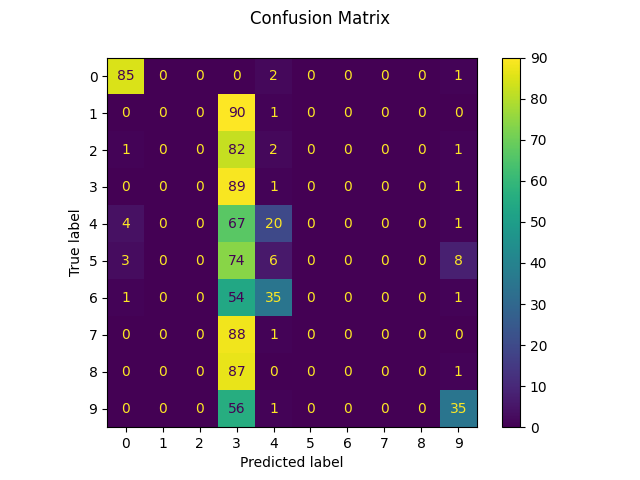 Confusion Matrix
0 85 0 0 0 2 0 0 0 0 1
1 0 0 0 90 1 0 0 0 0 0
2 1 0 0 82 2 0 0 0 0 1
3 0 0 0 89 1 0 0 0 0 1
4 4 0 0 67 20 0 0 0 0 1
5 3 0 0 74 6 0 0 0 0 8
6 1 0 0 54 35 0 0 0 0 1
7 0 0 0 88 1 0 0 0 0 0
8 0 0 0 87 0 0 0 0 0 1
9 0 0 0 56 1 0 0 0 0 35
0 1 2 3 4 5 6 7 8 9
Predicted label
True label
90
80
70
60
50
40
30
20
10
0